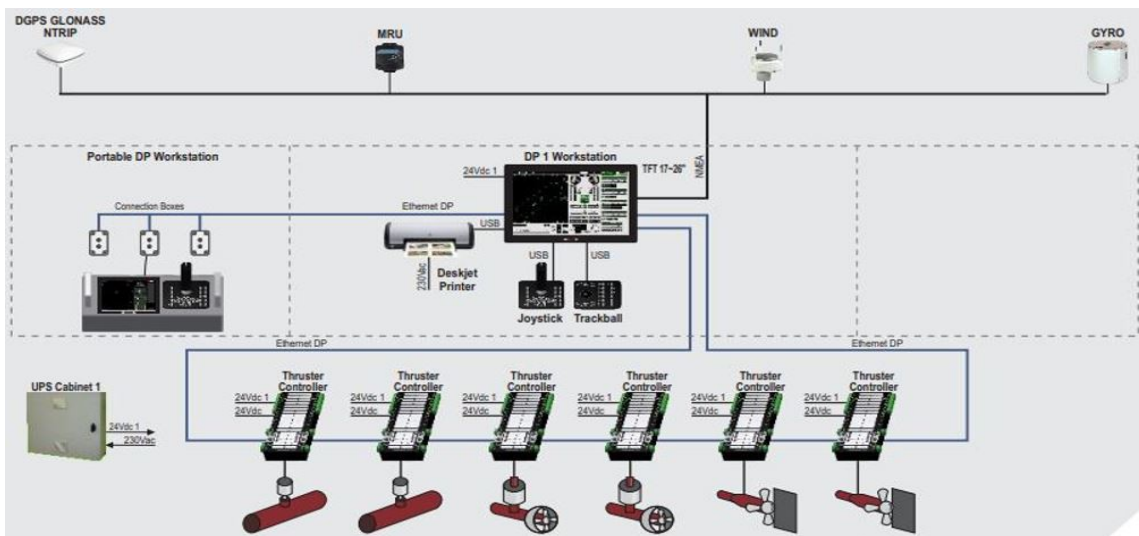 DGPS GLONASS
NTRIP
MRU
WIND
GYRO
Portable DP Workstation
DP 1 Workstation
TFT 17~26"
NMEA
24Vdc 1
Connection Boxes
Ethernet DP
USB
230Vac
Deskjet
Printer
USB
USB
Joystick
Trackball
Ethernet DP
Ethernet DP
UPS Cabinet 1
24Vdc 1
230Vac
Thruster
Controller
24Vdc 1
24Vdc
Thruster
Controller
24Vdc 1
24Vdc
Thruster
Controller
24Vdc 1
24Vdc
Thruster
Controller
24Vdc 1
24Vdc
Thruster
Controller
24Vdc 1
24Vdc
Thruster
Controller
24Vdc 1
24Vdc